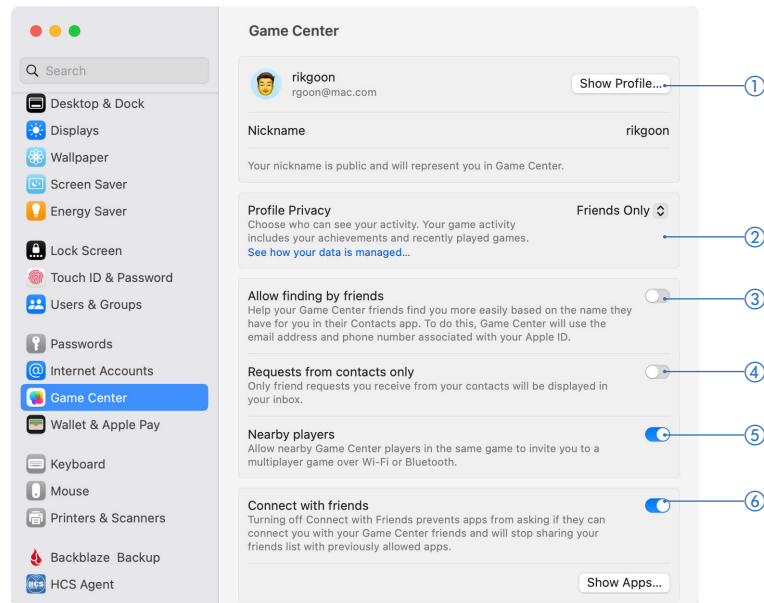 Game Center
Search
Desktop & Dock
Displays
Wallpaper
Screen Saver
Energy Saver
Lock Screen
Touch ID & Password
Users & Groups
Passwords
Internet Accounts
Game Center
Wallet & Apple Pay
Keyboard
Mouse
Printers & Scanners
Backblaze Backup
HCS HCS Agent
rikgoon
rgoon@mac.com
Show Profile...
1
Nickname rikgoon
Your nickname is public and will represent you in Game Center.
Profile Privacy Friends Only
Choose who can see your activity. Your game activity
includes your achievements and recently played games.
See how your data is managed...
2
Allow finding by friends
3
Help your Game Center friends find you more easily based on the name they
have for you in their Contacts app. To do this, Game Center will use the
email address and phone number associated with your Apple ID.
Requests from contacts only
4
Only friend requests you receive from your contacts will be displayed in
your inbox.
Nearby players
5
Allow nearby Game Center players in the same game to invite you to a
multiplayer game over Wi-Fi or Bluetooth.
Connect with friends
6
Turning off Connect with Friends prevents apps from asking if they can
connect you with your Game Center friends and will stop sharing your
friends list with previously allowed apps.
Show Apps...